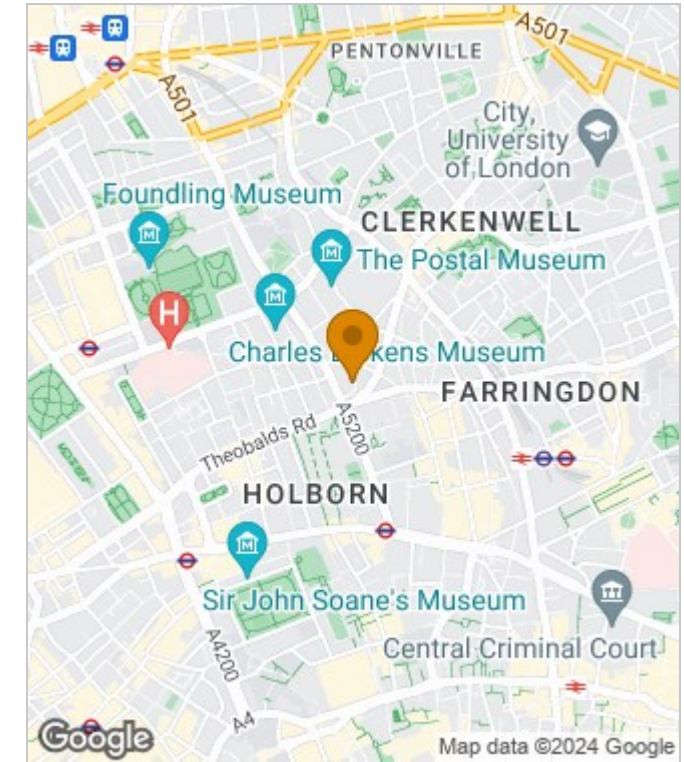 A501
PENTONVILLE
A501
City,
University
of London
Foundling Museum
CLERKENWELL
The Postal Museum
H
Charles Museum
FARRINGDON
A5200
Theobalds Rd
HOLBORN
Sir John Soane's Museum
Central Criminal Court
A4200
A4
Google
Map data ©2024 Google